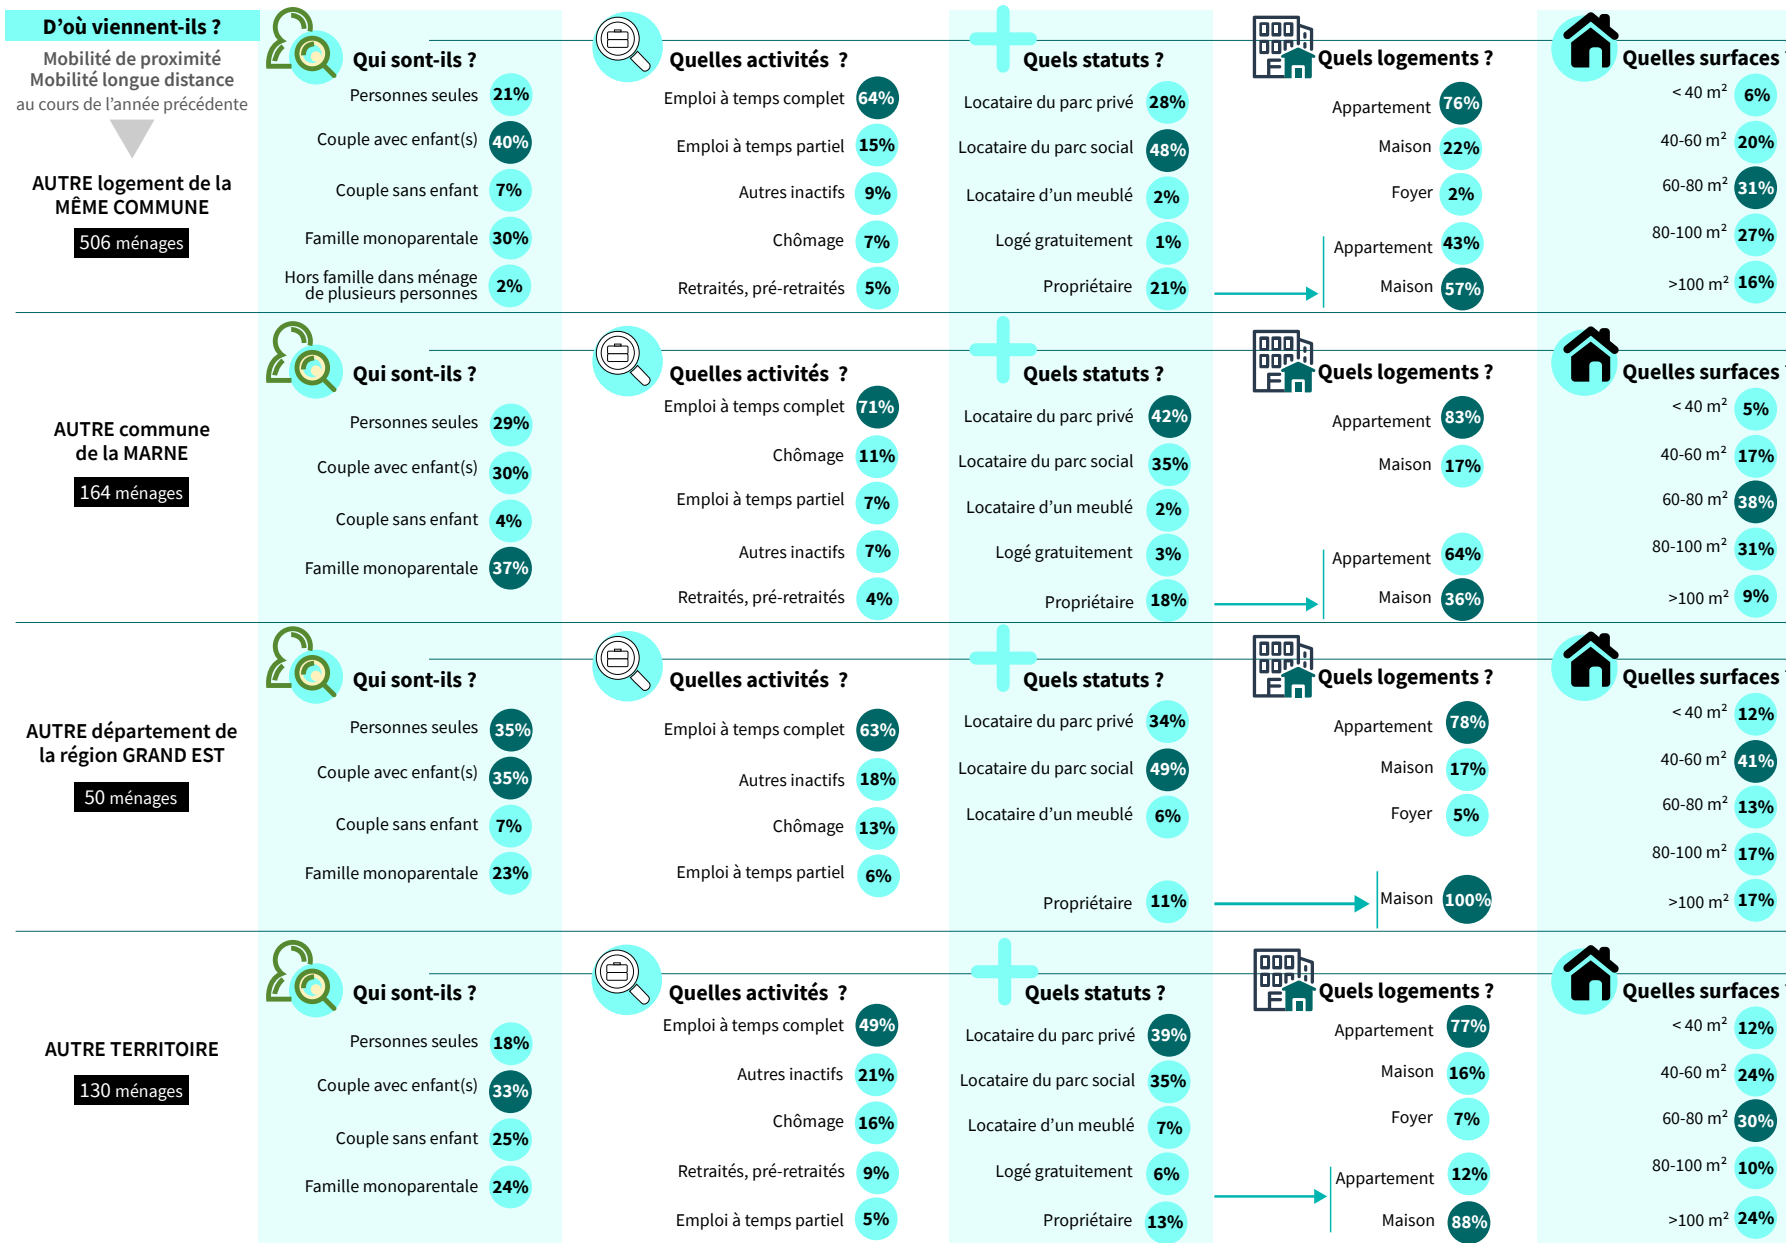 D'où viennent-ils ?
Mobilité de proximité
Mobilité longue distance
au cours de l'année précédente
AUTRE logement de la
MÊME COMMUNE
506 ménages
Qui sont-ils ?
Personnes seules 21%
Couple avec enfant(s) 40%
Couple sans enfant 7%
Famille monoparentale 30%
Hors famille dans ménage
de plusieurs personnes 2%
Quelles activités ?
Emploi à temps complet 64%
Emploi à temps partiel 15%
Autres inactifs 9%
Chômage 7%
Retraités, pré-retraités 5%
Quels statuts ?
Locataire du parc privé 28%
Locataire du parc social 48%
Locataire d'un meublé 2%
Logé gratuitement 1%
Propriétaire 21%
Quels logements ?
Appartement 76%
Maison 22%
Foyer 2%
Appartement 43%
Maison 57%
Quelles surfaces ?
< 40 m² 6%
40-60 m² 20%
60-80 m² 31%
80-100 m² 27%
>100 m² 16%
AUTRE commune
de la MARNE
164 ménages
Qui sont-ils ?
Personnes seules 29%
Couple avec enfant(s) 30%
Couple sans enfant 4%
Famille monoparentale 37%
Quelles activités ?
Emploi à temps complet 71%
Chômage 11%
Emploi à temps partiel 7%
Autres inactifs 7%
Retraités, pré-retraités 4%
Quels statuts ?
Locataire du parc privé 42%
Locataire du parc social 35%
Locataire d'un meublé 2%
Logé gratuitement 3%
Propriétaire 18%
Quels logements ?
Appartement 83%
Maison 17%
Appartement 64%
Maison 36%
Quelles surfaces ?
< 40 m² 5%
40-60 m² 17%
60-80 m² 38%
80-100 m² 31%
>100 m² 9%
AUTRE département de
la région GRAND EST
50 ménages
Qui sont-ils ?
Personnes seules 35%
Couple avec enfant(s) 35%
Couple sans enfant 7%
Famille monoparentale 23%
Quelles activités ?
Emploi à temps complet 63%
Autres inactifs 18%
Chômage 13%
Emploi à temps partiel 6%
Quels statuts ?
Locataire du parc privé 34%
Locataire du parc social 49%
Locataire d'un meublé 6%
Propriétaire 11%
Quels logements ?
Appartement 78%
Maison 17%
Foyer 5%
Maison 100%
Quelles surfaces ?
< 40 m² 12%
40-60 m² 41%
60-80 m² 13%
80-100 m² 17%
>100 m² 17%
AUTRE TERRITOIRE
130 ménages
Qui sont-ils ?
Personnes seules 18%
Couple avec enfant(s) 33%
Couple sans enfant 25%
Famille monoparentale 24%
Quelles activités ?
Emploi à temps complet 49%
Autres inactifs 21%
Chômage 16%
Retraités, pré-retraités 9%
Emploi à temps partiel 5%
Quels statuts ?
Locataire du parc privé 39%
Locataire du parc social 35%
Locataire d'un meublé 7%
Logé gratuitement 6%
Propriétaire 13%
Quels logements ?
Appartement 77%
Maison 16%
Foyer 7%
Appartement 12%
Maison 88%
Quelles surfaces ?
< 40 m² 12%
40-60 m² 24%
60-80 m² 30%
80-100 m² 10%
>100 m² 24%